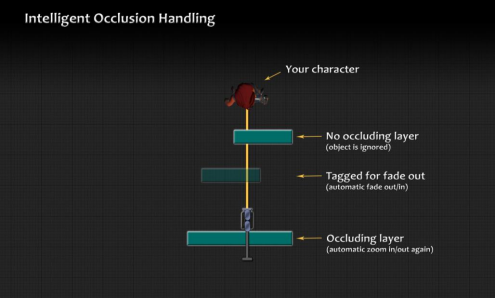 Intelligent Occlusion Handling
Your character
No occluding layer
(object is ignored)
Tagged for fade out
(automatic fade out/in)
Occluding layer
(automatic zoom in/out again)